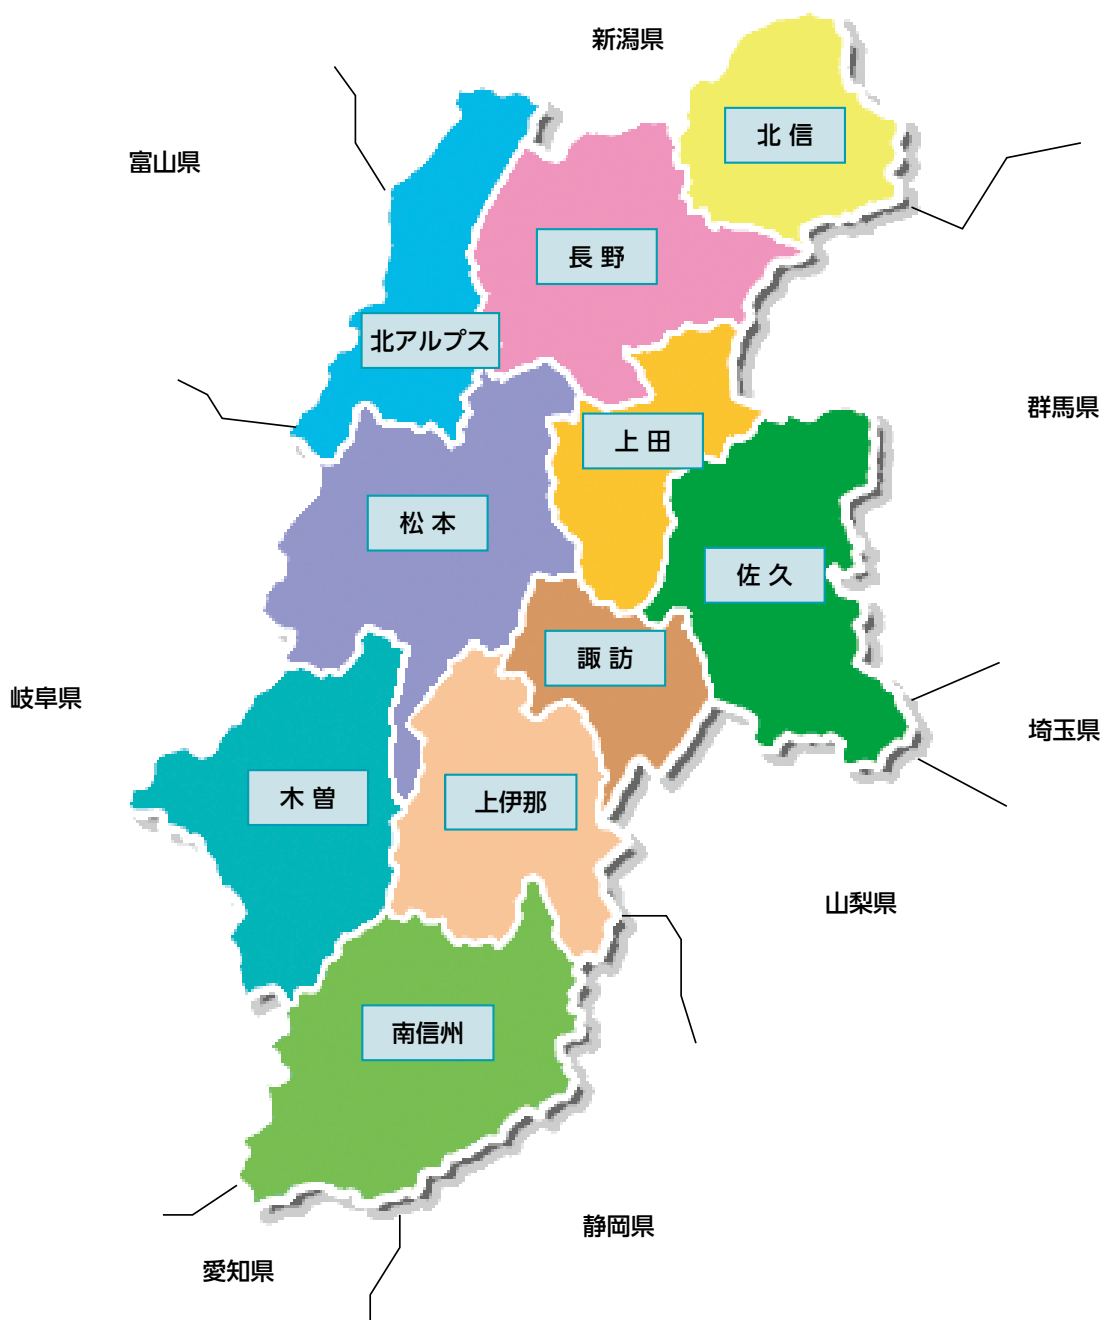 新潟県
北信
富山県
長野
北アルプス
群馬県
上田
松本
佐久
諏訪
岐阜県
埼玉県
木曽
上伊那
山梨県
南信州
静岡県
愛知県